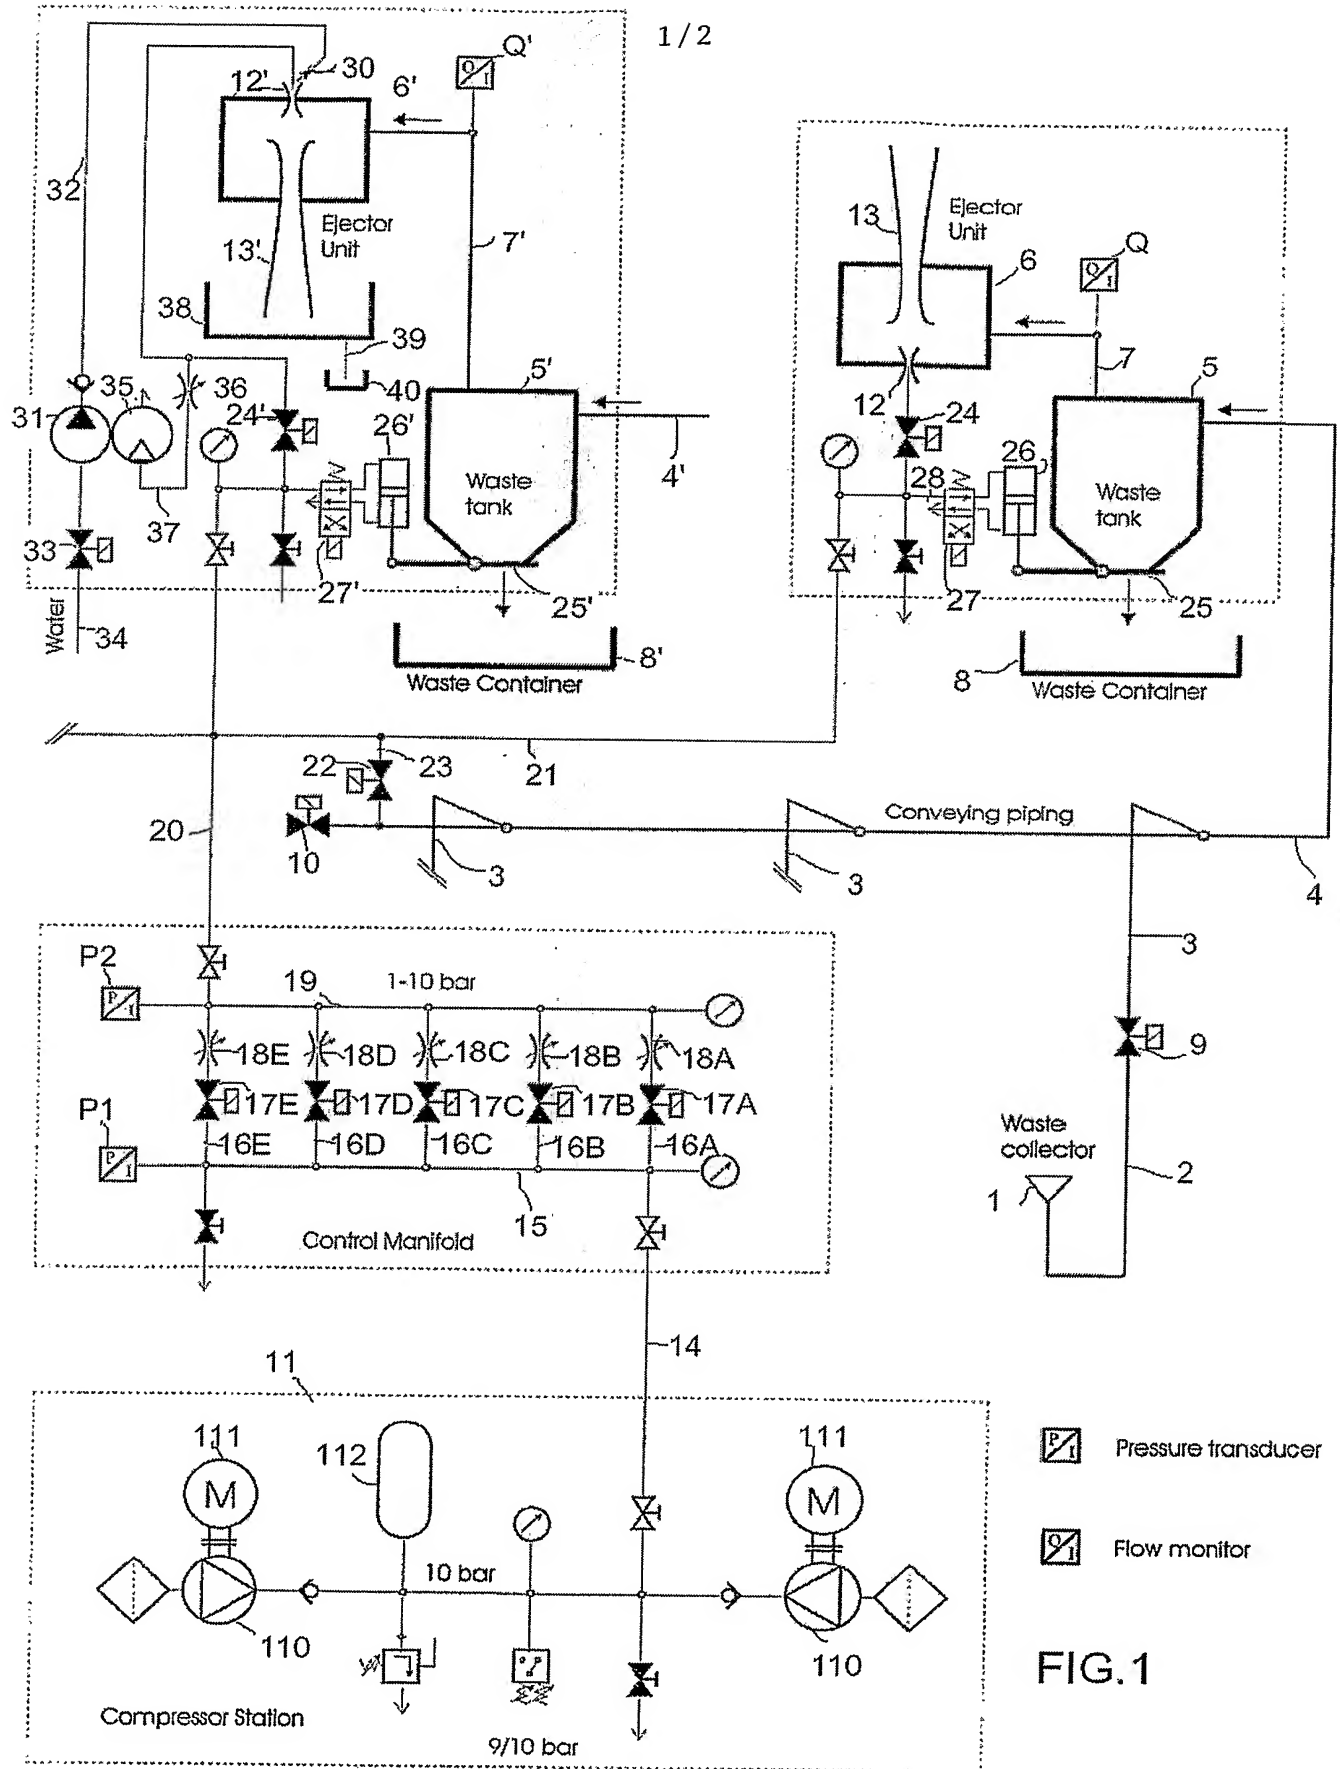 1/2
Q'
Q
I
30
12'
6'
32
Ejector
Unit
13'
7'
38
39
40
35
36
24'
31
5'
26'
4'
Waste
tank
37
33
27'
25'
Water
34
8'
Waste Container
13
Ejector
Unit
Q
Q
I
6
7
5
12
24
28
26
Waste
tank
27
25
8
Waste Container
22
23
21
20
10
3
3
Conveying piping
4
3
P2
P
I
19
1-10 bar
18E
18D
18C
18B
18A
17E
17D
17C
17B
17A
9
P1
P
I
16E
16D
16C
16B
16A
15
Control Manifold
Waste
collector
1
2
14
11
111
M
112
111
M
10 bar
110
110
Compressor Station
9/10 bar
P
I
Pressure transducer
Q
I
Flow monitor
FIG.1